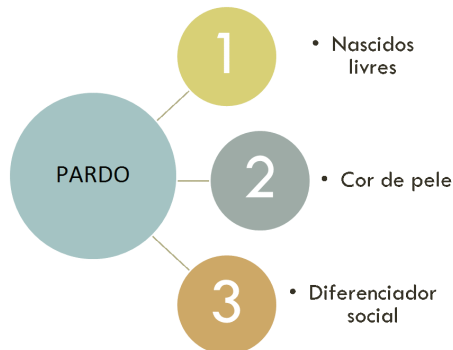 PARDO
1
• Nascidos
livres
2
• Cor de pele
3
• Diferenciador
social